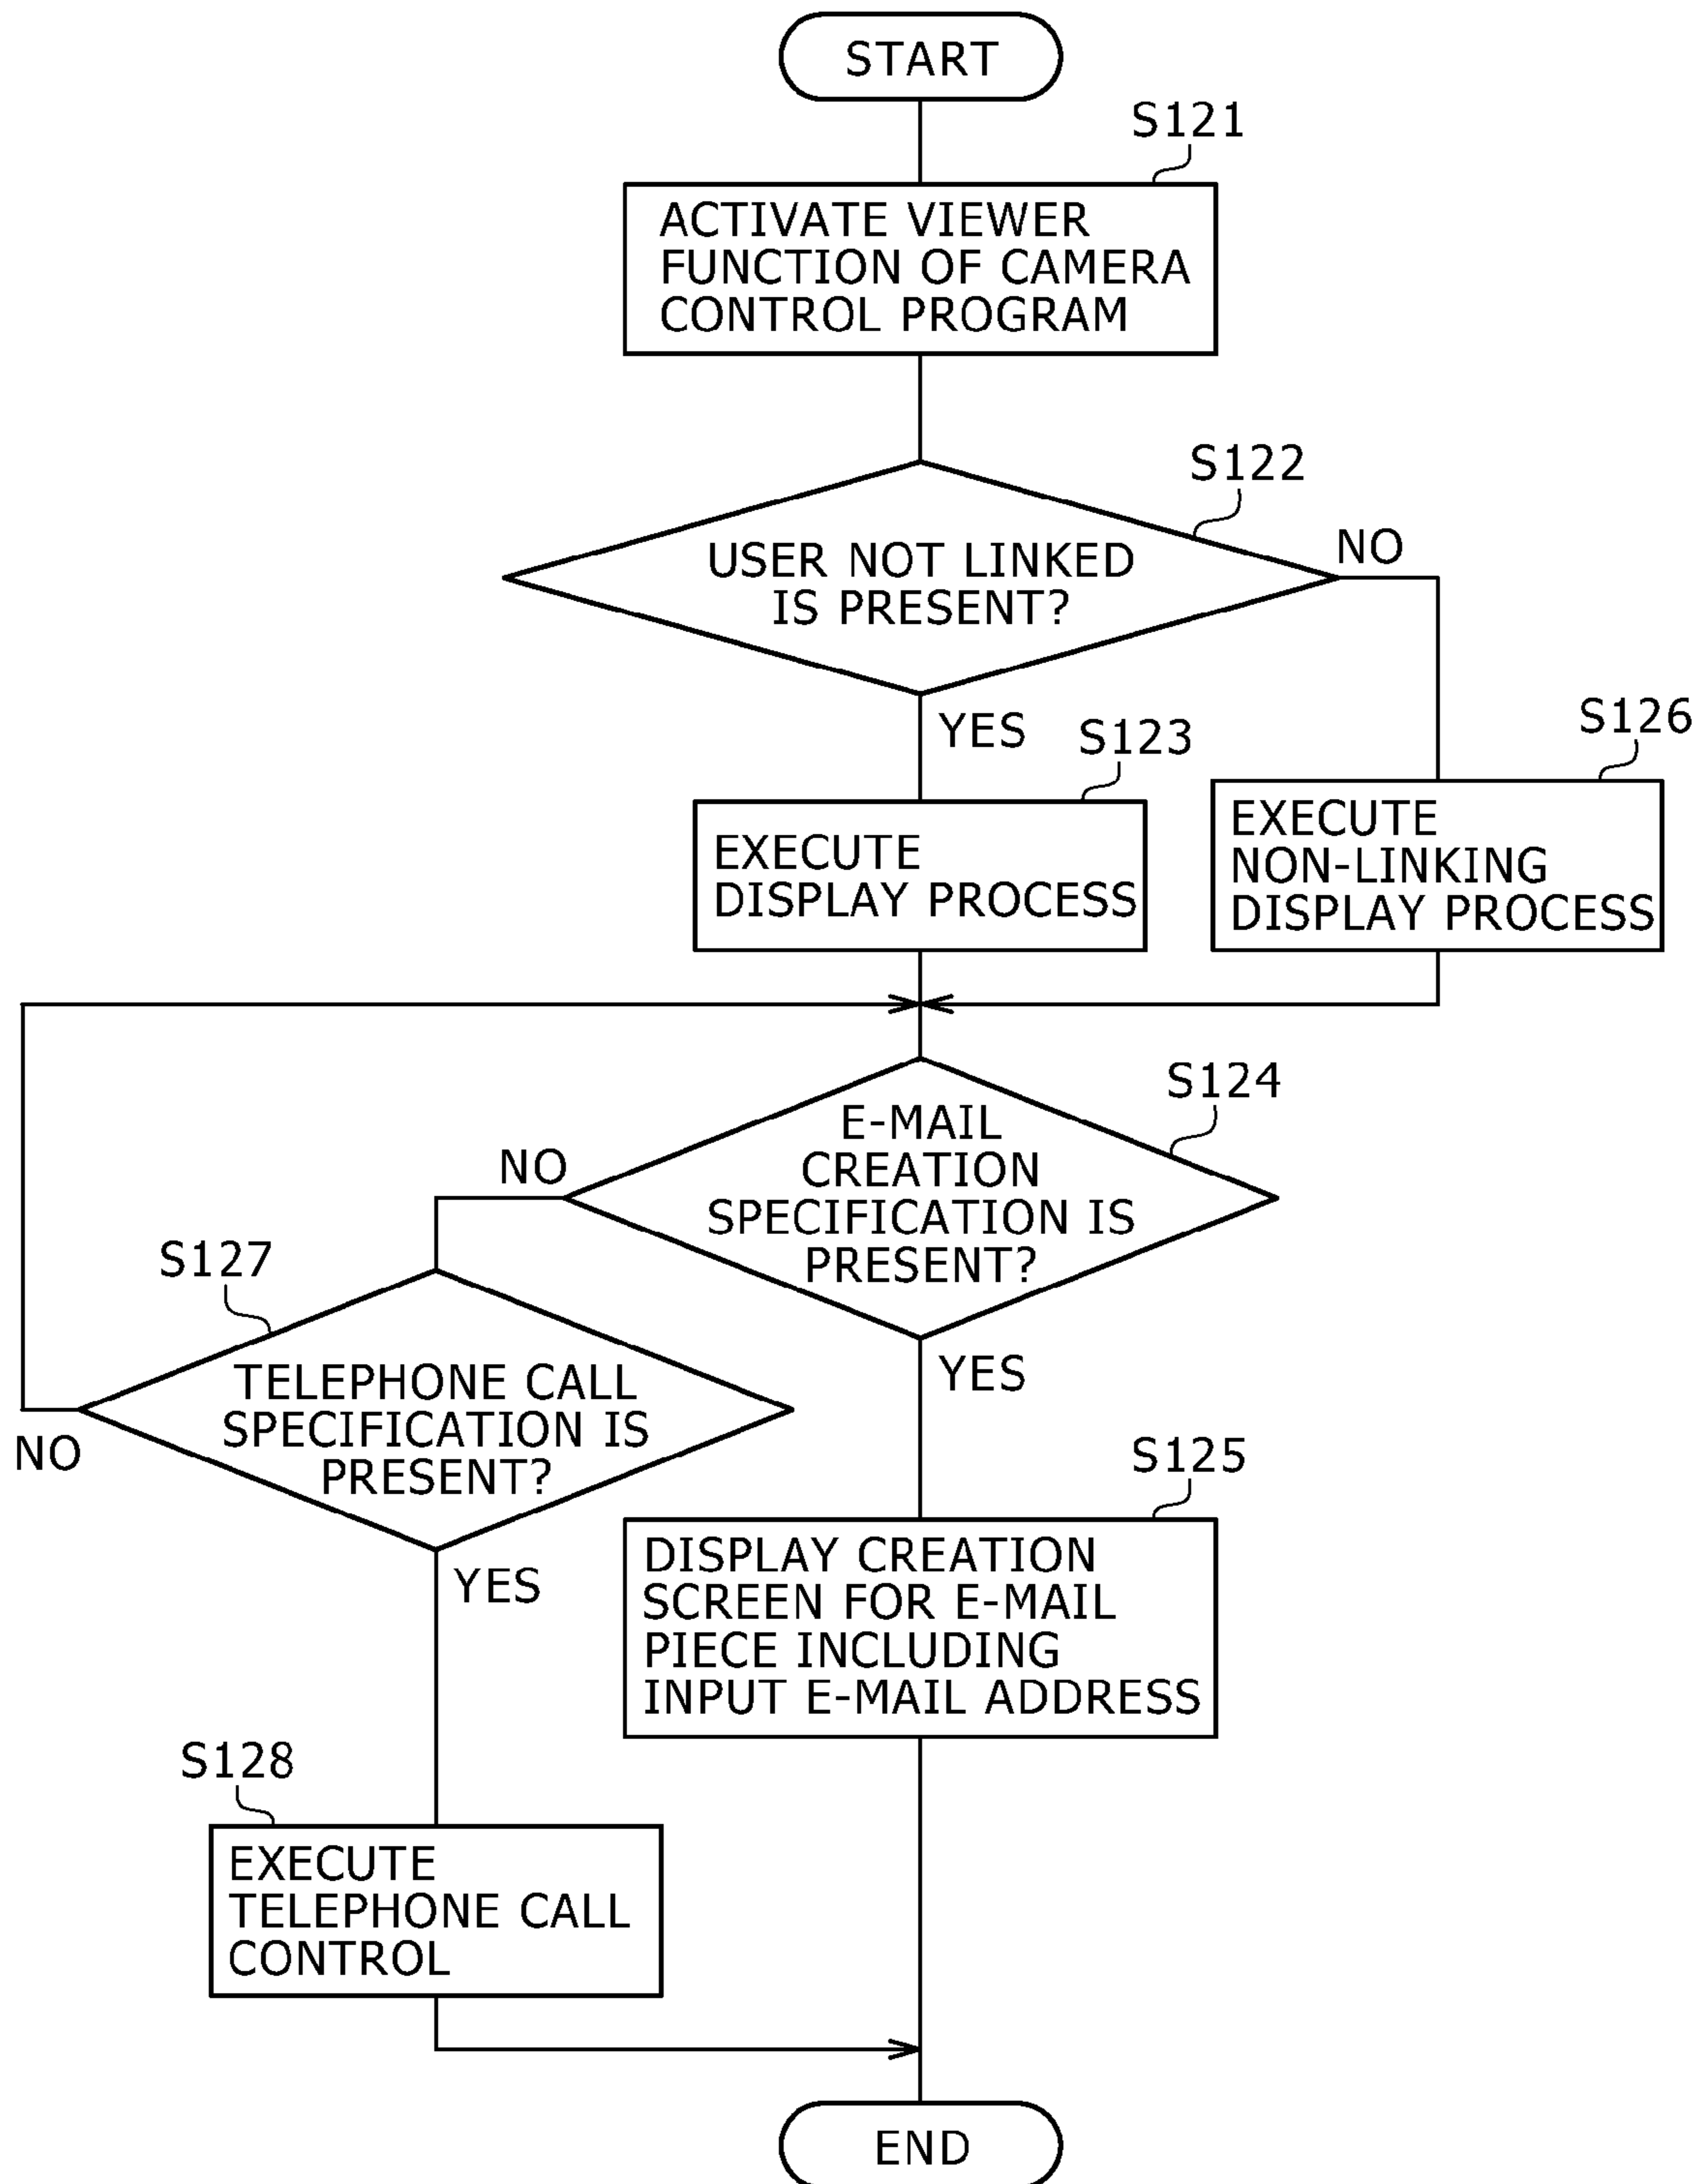 START
S121
ACTIVATE VIEWER
FUNCTION OF CAMERA
CONTROL PROGRAM
S122
USER NOT LINKED
IS PRESENT?
NO
YES
S123
EXECUTE
DISPLAY PROCESS
S126
EXECUTE
NON-LINKING
DISPLAY PROCESS
S124
E-MAIL
CREATION
SPECIFICATION IS
PRESENT?
NO
YES
S127
TELEPHONE CALL
SPECIFICATION IS
PRESENT?
NO
YES
S125
DISPLAY CREATION
SCREEN FOR E-MAIL
PIECE INCLUDING
INPUT E-MAIL ADDRESS
S128
EXECUTE
TELEPHONE CALL
CONTROL
END